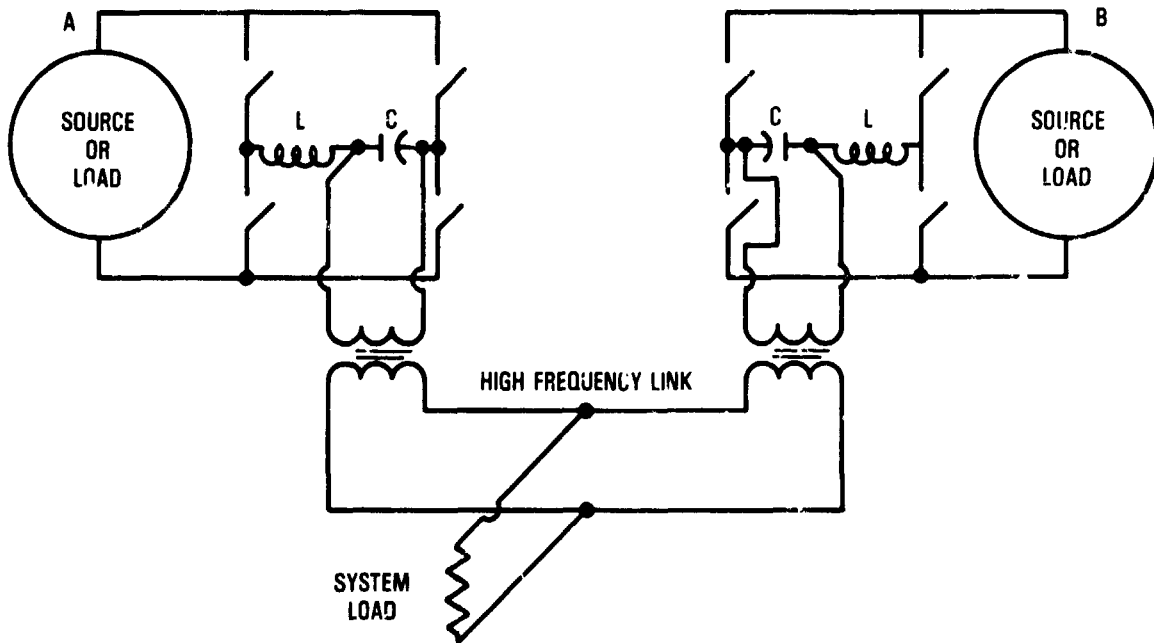 A
B
SOURCE
OR
LOAD
L
C
C
L
SOURCE
OR
LOAD
HIGH FREQUENCY LINK
SYSTEM
LOAD